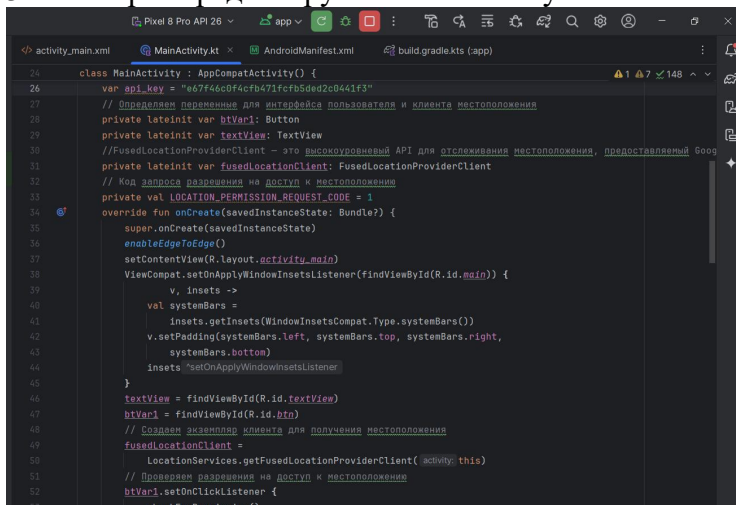 Pixel 8 Pro API 26 app
activity_main.xml MainActivity.kt AndroidManifest.xml build.gradle.kts (:app)
24 class MainActivity : AppCompatActivity() { 1 7 148
26 var api_key = "e67f46c0f4cfb471fcfv5ded2c0441f3"
27 // Определяем переменные для интерфейса пользователя и клиента местоположения
28 private lateinit var btVar1: Button
29 private lateinit var textView: TextView
30 //FusedLocationProviderClient — это высокоуровневый API для отслеживания местоположения, предоставляемый Goog
31 private lateinit var fusedLocationClient: FusedLocationProviderClient
32 // Код запроса разрешения на доступ к местоположению
33 private val LOCATION_PERMISSION_REQUEST_CODE = 1
34 override fun onCreate(savedInstanceState: Bundle?) {
35 super.onCreate(savedInstanceState)
36 enableEdgeToEdge()
37 setContentView(R.layout.activity_main)
38 ViewCompat.setOnApplyWindowInsetsListener(findViewById(R.id.main)) {
39 v, insets ->
40 val systemBars =
41 insets.getInsets(WindowInsetsCompat.Type.systemBars())
42 v.setPadding(systemBars.left, systemBars.top, systemBars.right,
43 systemBars.bottom)
44 insets ^setOnApplyWindowInsetsListener
45 }
46 textView = findViewById(R.id.textView)
47 btVar1 = findViewById(R.id.btn)
48 // Создаем экземпляр клиента для получения местоположения
49 fusedLocationClient =
50 LocationServices.getFusedLocationProviderClient( activity: this)
51 // Проверяем разрешения на доступ к местоположению
52 btVar1.setOnClickListener {